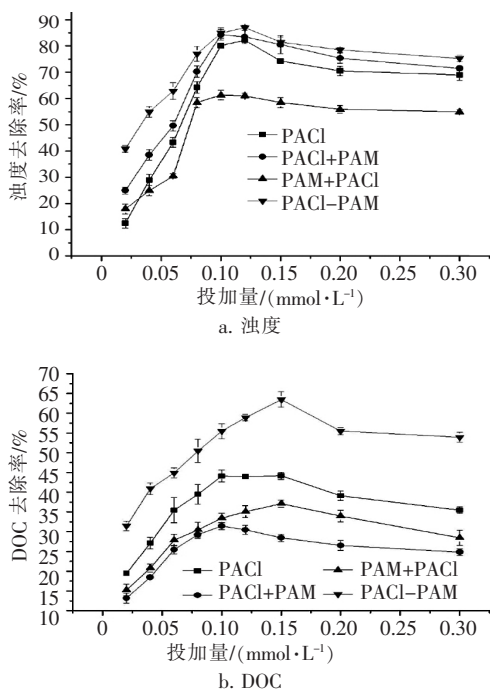 90
80
70
60
50
40
30
20
10
0
浊度去除率/%
PACl
PACl+PAM
PAM+PACl
PACl-PAM
0 0.05 0.10 0.15 0.20 0.25 0.30
投加量/(mmol·L⁻¹)
a. 浊度
70
65
60
55
50
45
40
35
30
25
20
15
10
DOC 去除率/%
PACl PAM+PACl
PACl+PAM PACl-PAM
0 0.05 0.10 0.15 0.20 0.25 0.30
投加量/(mmol·L⁻¹)
b. DOC